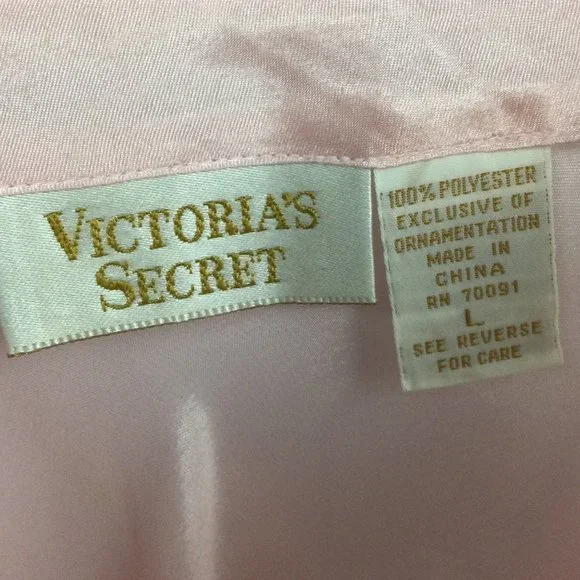 VICTORIA'S
SECRET
100% POLYESTER
EXCLUSIVE OF
ORNAMENTATION
MADE IN
CHINA
RN 70091
L
SEE REVERSE
FOR CARE